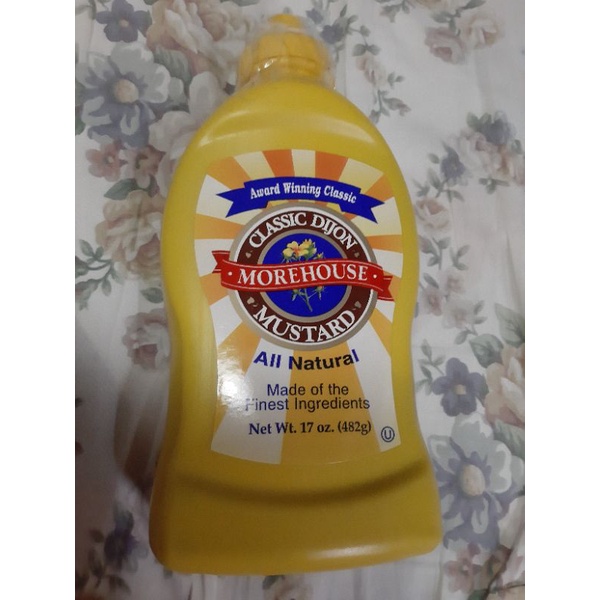 Award Winning Classic
CLASSIC DIJON
MOREHOUSE
MUSTARD
All Natural
Made of the
Finest Ingredients
Net Wt. 17 oz. (482g)
U